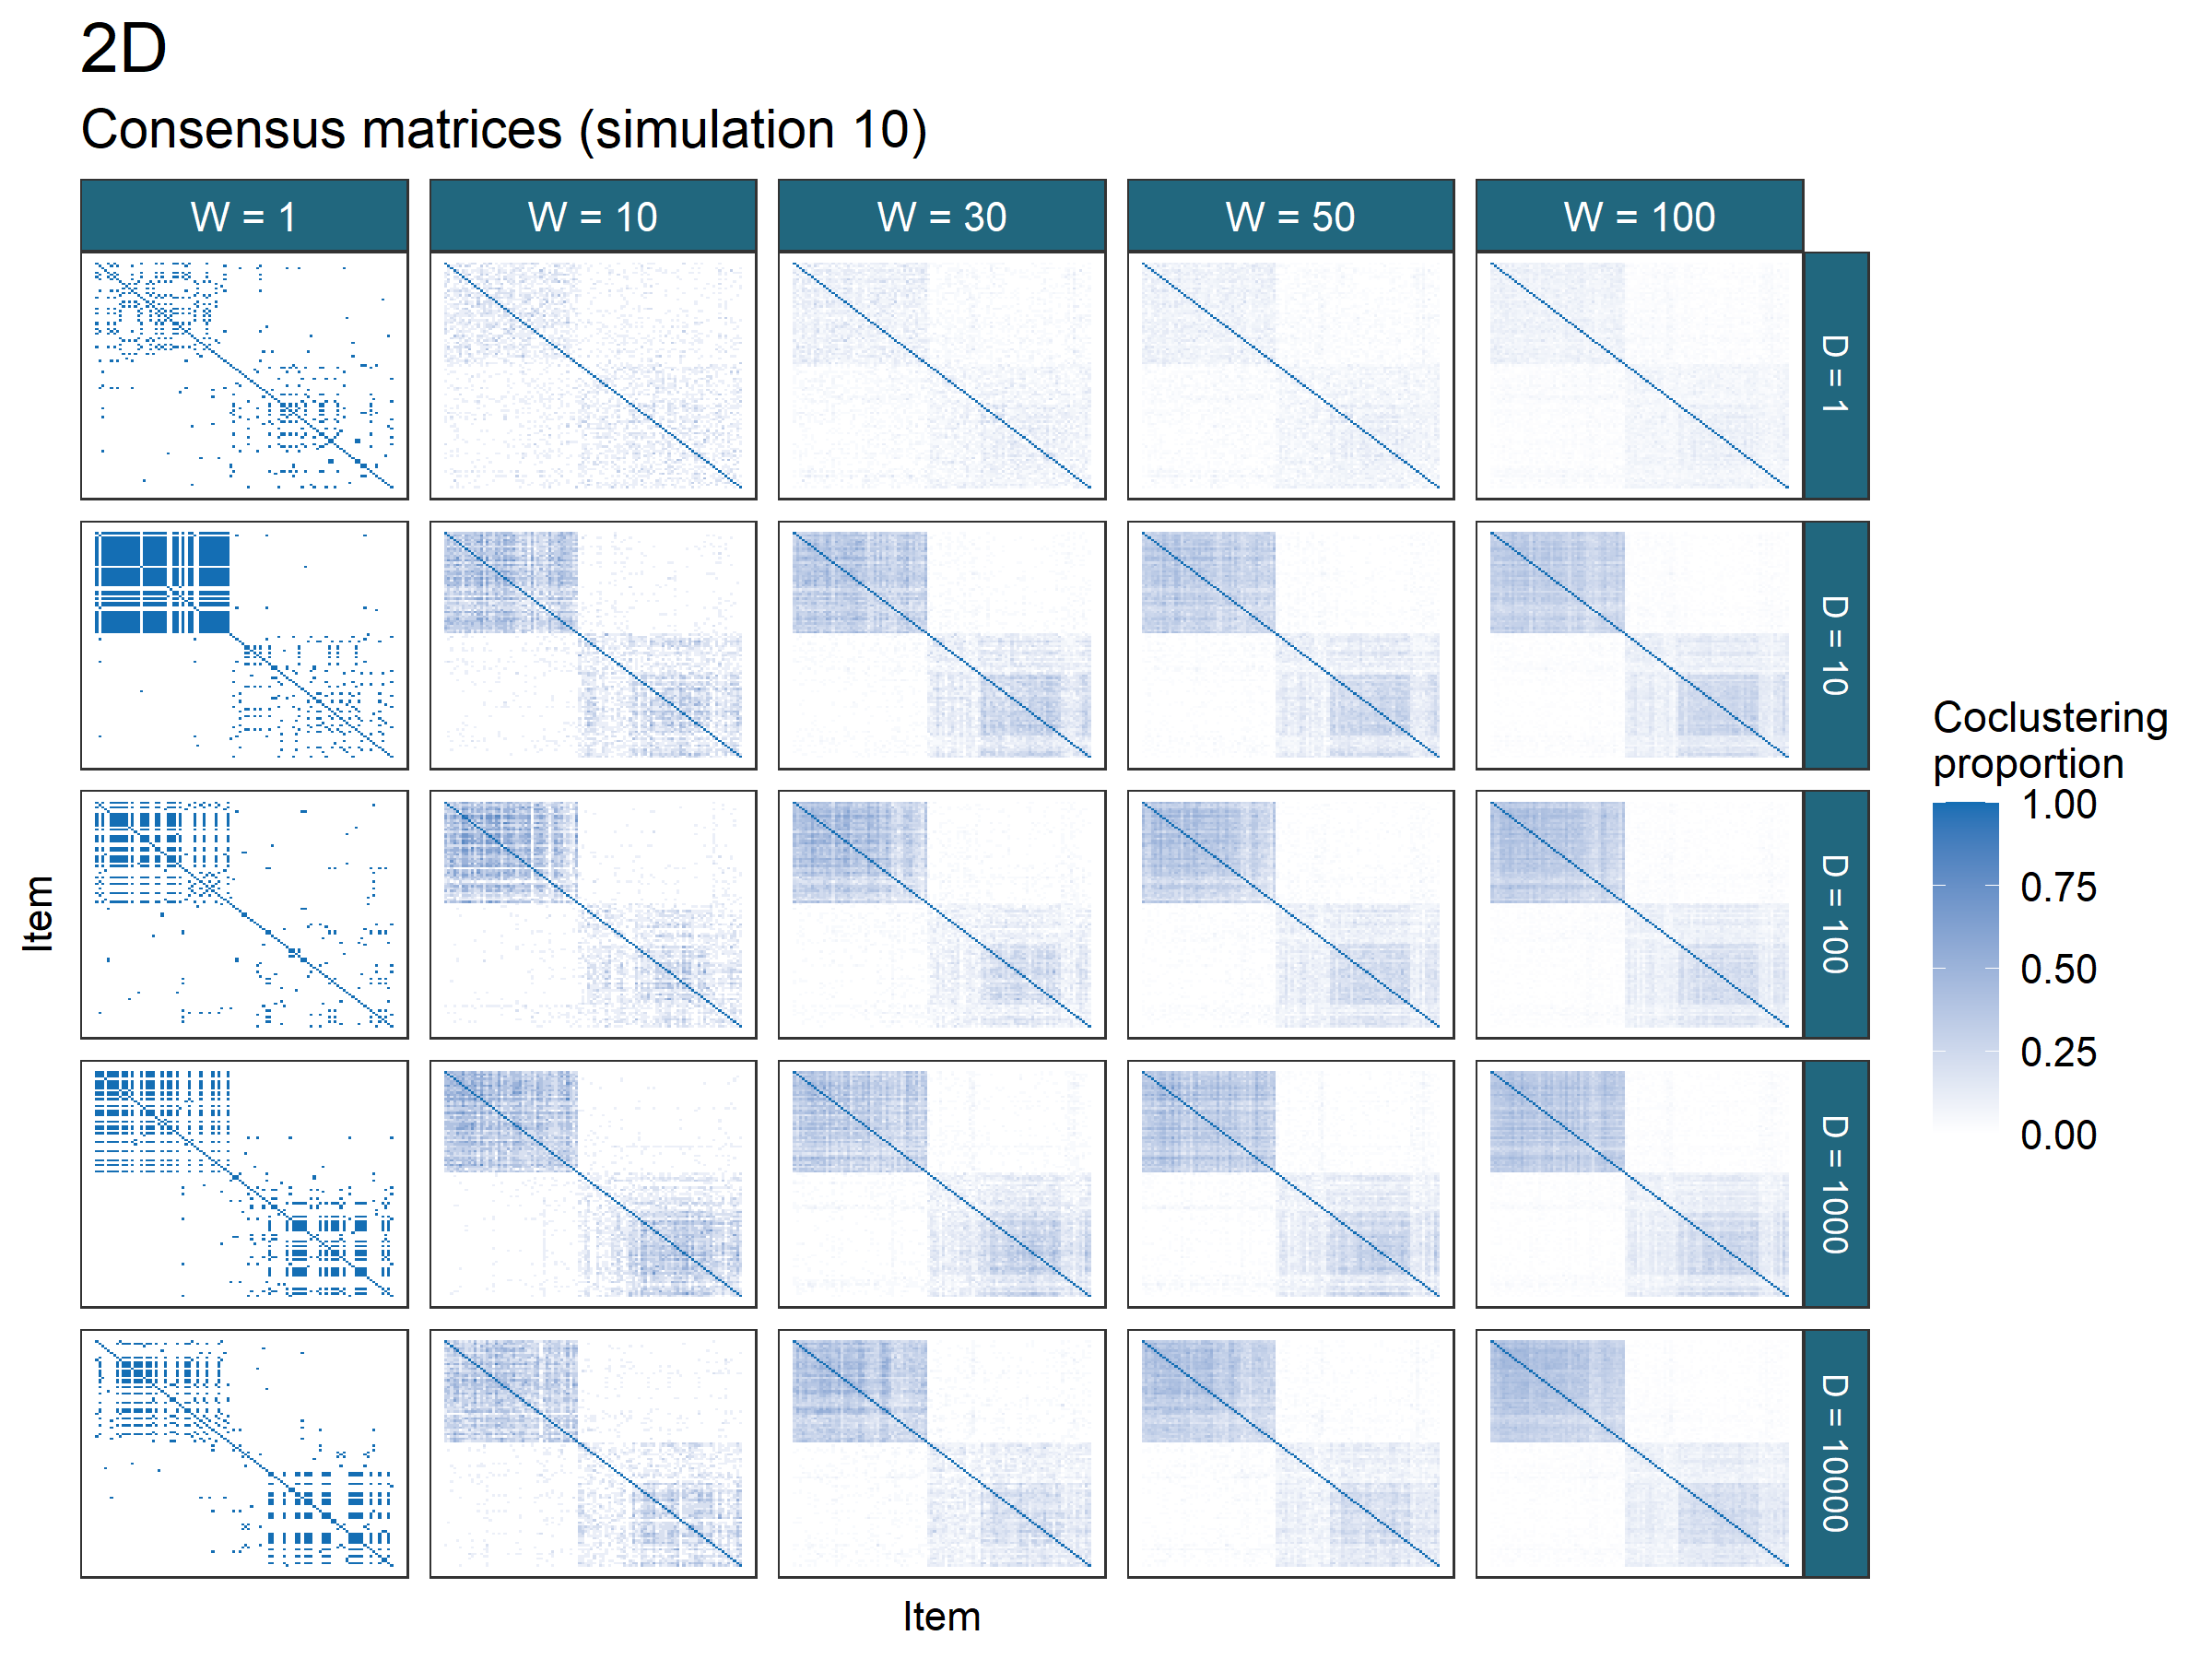 2D
Consensus matrices (simulation 10)
W = 1
W = 10
W = 30
W = 50
W = 100
D = 1
D = 10
D = 100
D = 1000
D = 10000
Item
Item
Coclustering
proportion
1.00
0.75
0.50
0.25
0.00